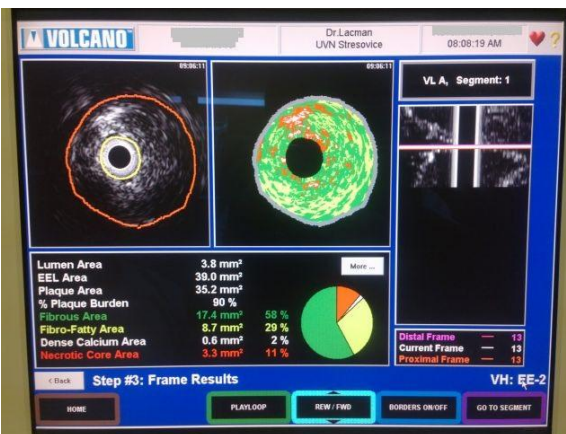 VOLCANO
Dr.Lacman
UVN Stresovice
08:08:19 AM
?
09:06:11
09:06:11
VL A, Segment: 1
Lumen Area 3.8 mm²
EEL Area 39.0 mm²
Plaque Area 35.2 mm²
% Plaque Burden 90 %
Fibrous Area 17.4 mm² 58 %
Fibro-Fatty Area 8.7 mm² 29 %
Dense Calcium Area 0.6 mm² 2 %
Necrotic Core Area 3.3 mm² 11 %
More ...
Distal Frame — 13
Current Frame — 13
Proximal Frame — 13
< Back
Step #3: Frame Results
VH: EE-2
HOME
PLAYLOOP
REW / FWD
BORDERS ON/OFF
GO TO SEGMENT